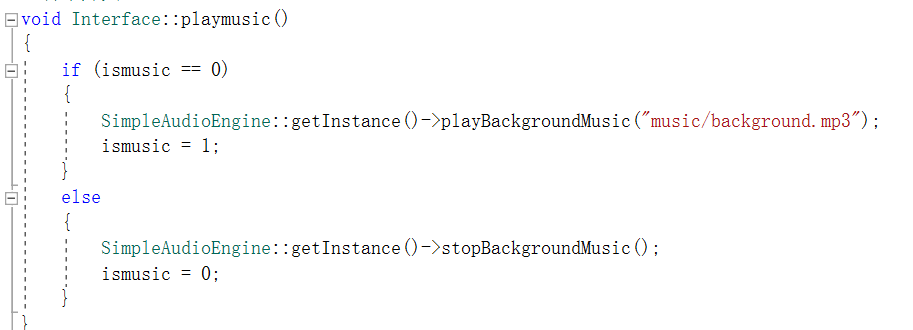 void Interface::playmusic()
{
if (ismusic == 0)
{
SimpleAudioEngine::getInstance()->playBackgroundMusic("music/background.mp3");
ismusic = 1;
}
else
{
SimpleAudioEngine::getInstance()->stopBackgroundMusic();
ismusic = 0;
}
}